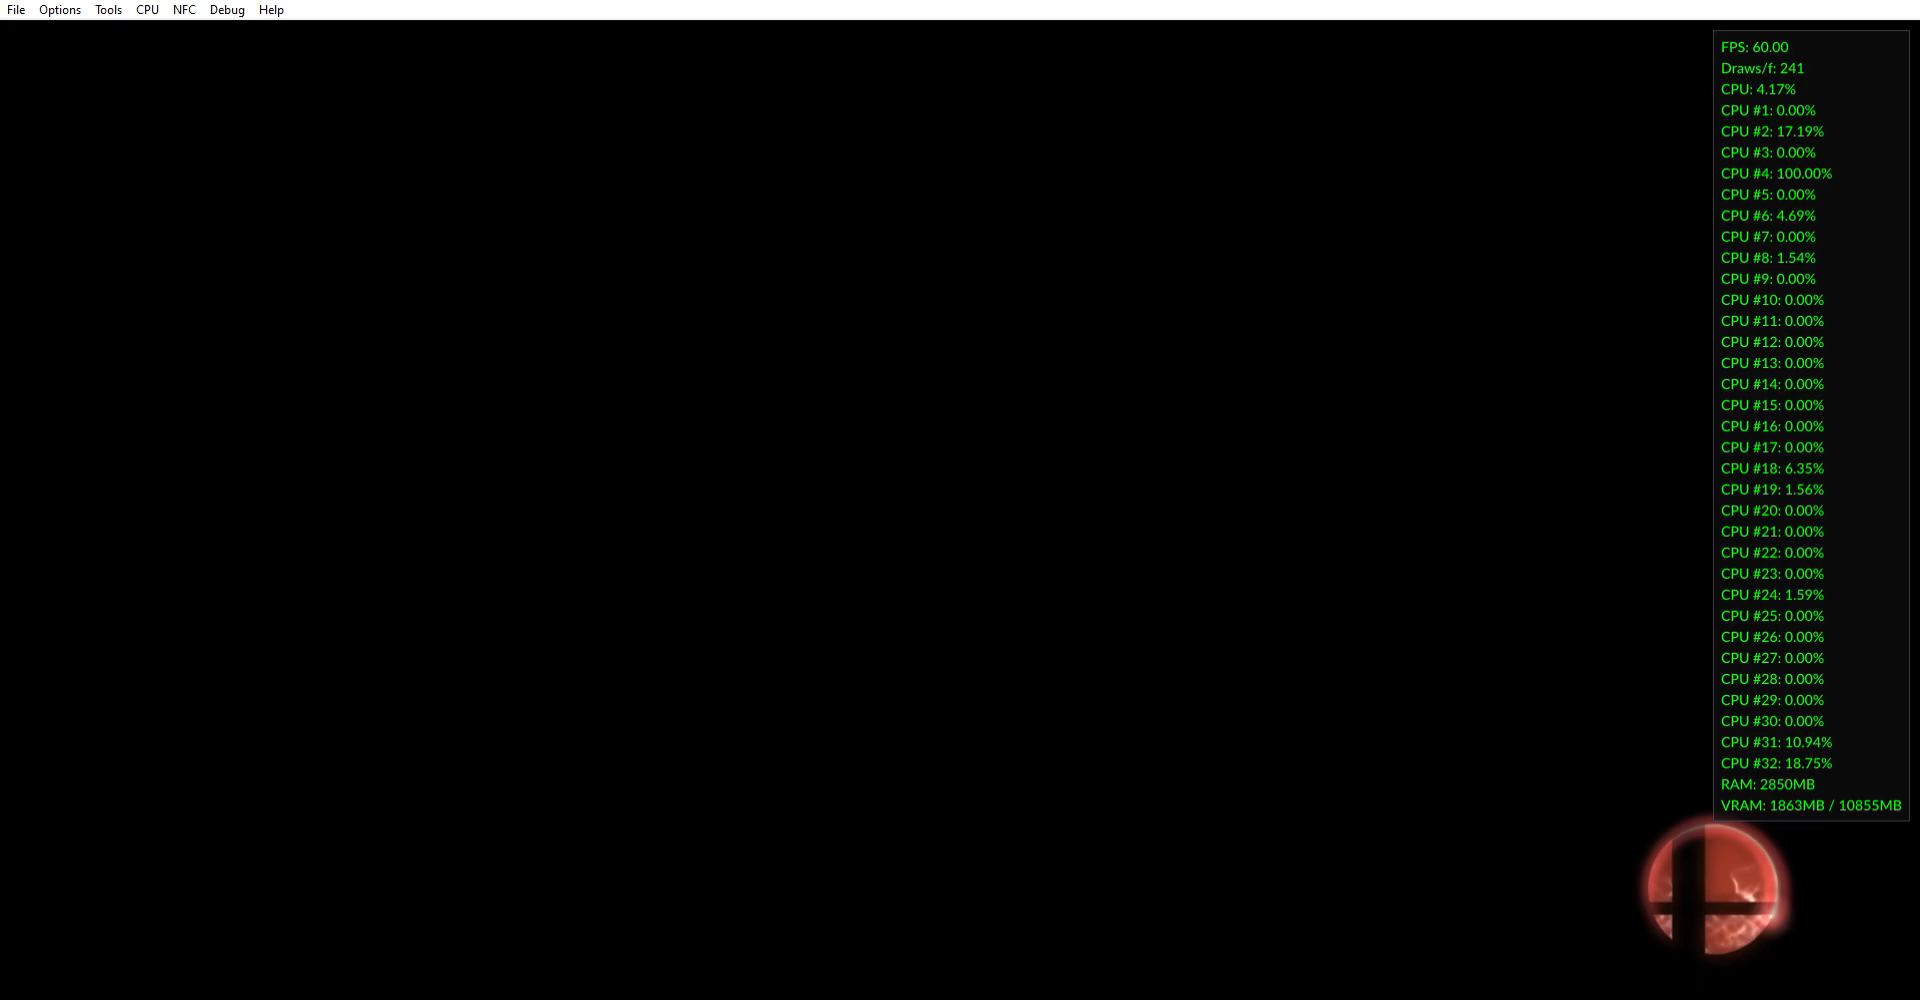 File Options Tools CPU NFC Debug Help
FPS: 60.00
Draws/f: 241
CPU: 4.17%
CPU #1: 0.00%
CPU #2: 17.19%
CPU #3: 0.00%
CPU #4: 100.00%
CPU #5: 0.00%
CPU #6: 4.69%
CPU #7: 0.00%
CPU #8: 1.54%
CPU #9: 0.00%
CPU #10: 0.00%
CPU #11: 0.00%
CPU #12: 0.00%
CPU #13: 0.00%
CPU #14: 0.00%
CPU #15: 0.00%
CPU #16: 0.00%
CPU #17: 0.00%
CPU #18: 6.35%
CPU #19: 1.56%
CPU #20: 0.00%
CPU #21: 0.00%
CPU #22: 0.00%
CPU #23: 0.00%
CPU #24: 1.59%
CPU #25: 0.00%
CPU #26: 0.00%
CPU #27: 0.00%
CPU #28: 0.00%
CPU #29: 0.00%
CPU #30: 0.00%
CPU #31: 10.94%
CPU #32: 18.75%
RAM: 2850MB
VRAM: 1863MB / 10855MB